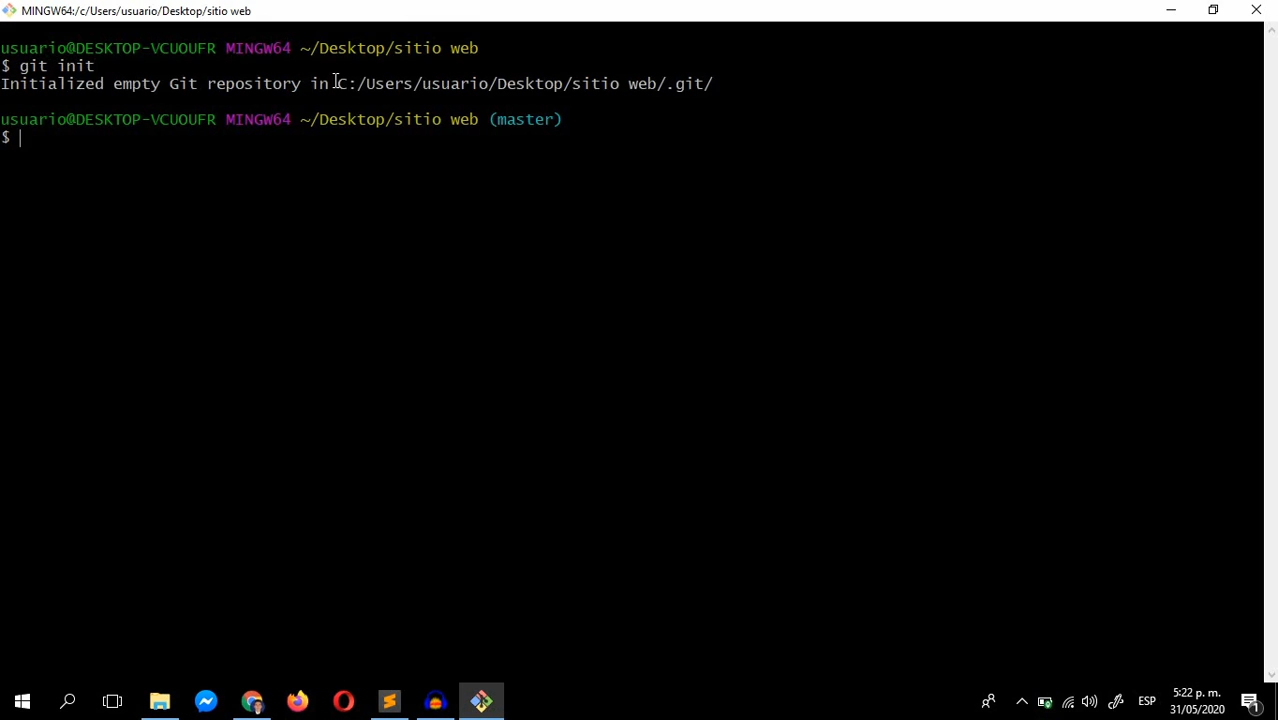 MINGW64:/c/Users/usuario/Desktop/sitio web
usuario@DESKTOP-VCUOUFR MINGW64 ~/Desktop/sitio web
$ git init
Initialized empty Git repository in C:/Users/usuario/Desktop/sitio web/.git/
usuario@DESKTOP-VCUOUFR MINGW64 ~/Desktop/sitio web (master)
$
ESP
5:22 p. m.
31/05/2020
1